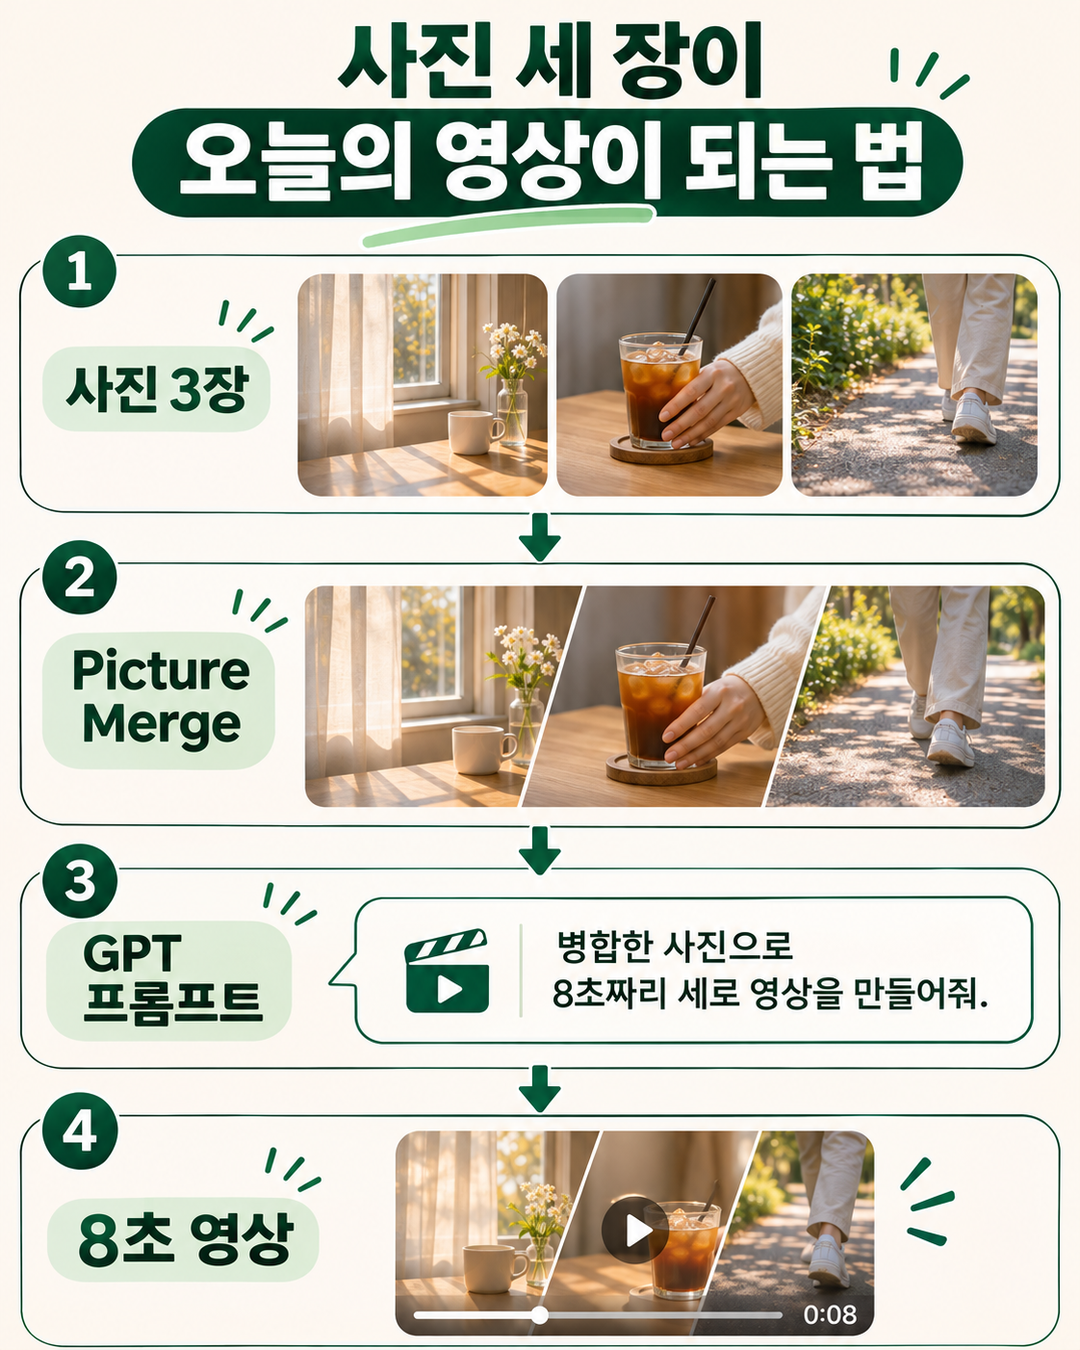 사진 세 장이
오늘의 영상이 되는 법
1
사진 3장
2
Picture
Merge
3
GPT
프롬프트
병합한 사진으로
8초짜리 세로 영상을 만들어줘.
4
8초 영상
0:08